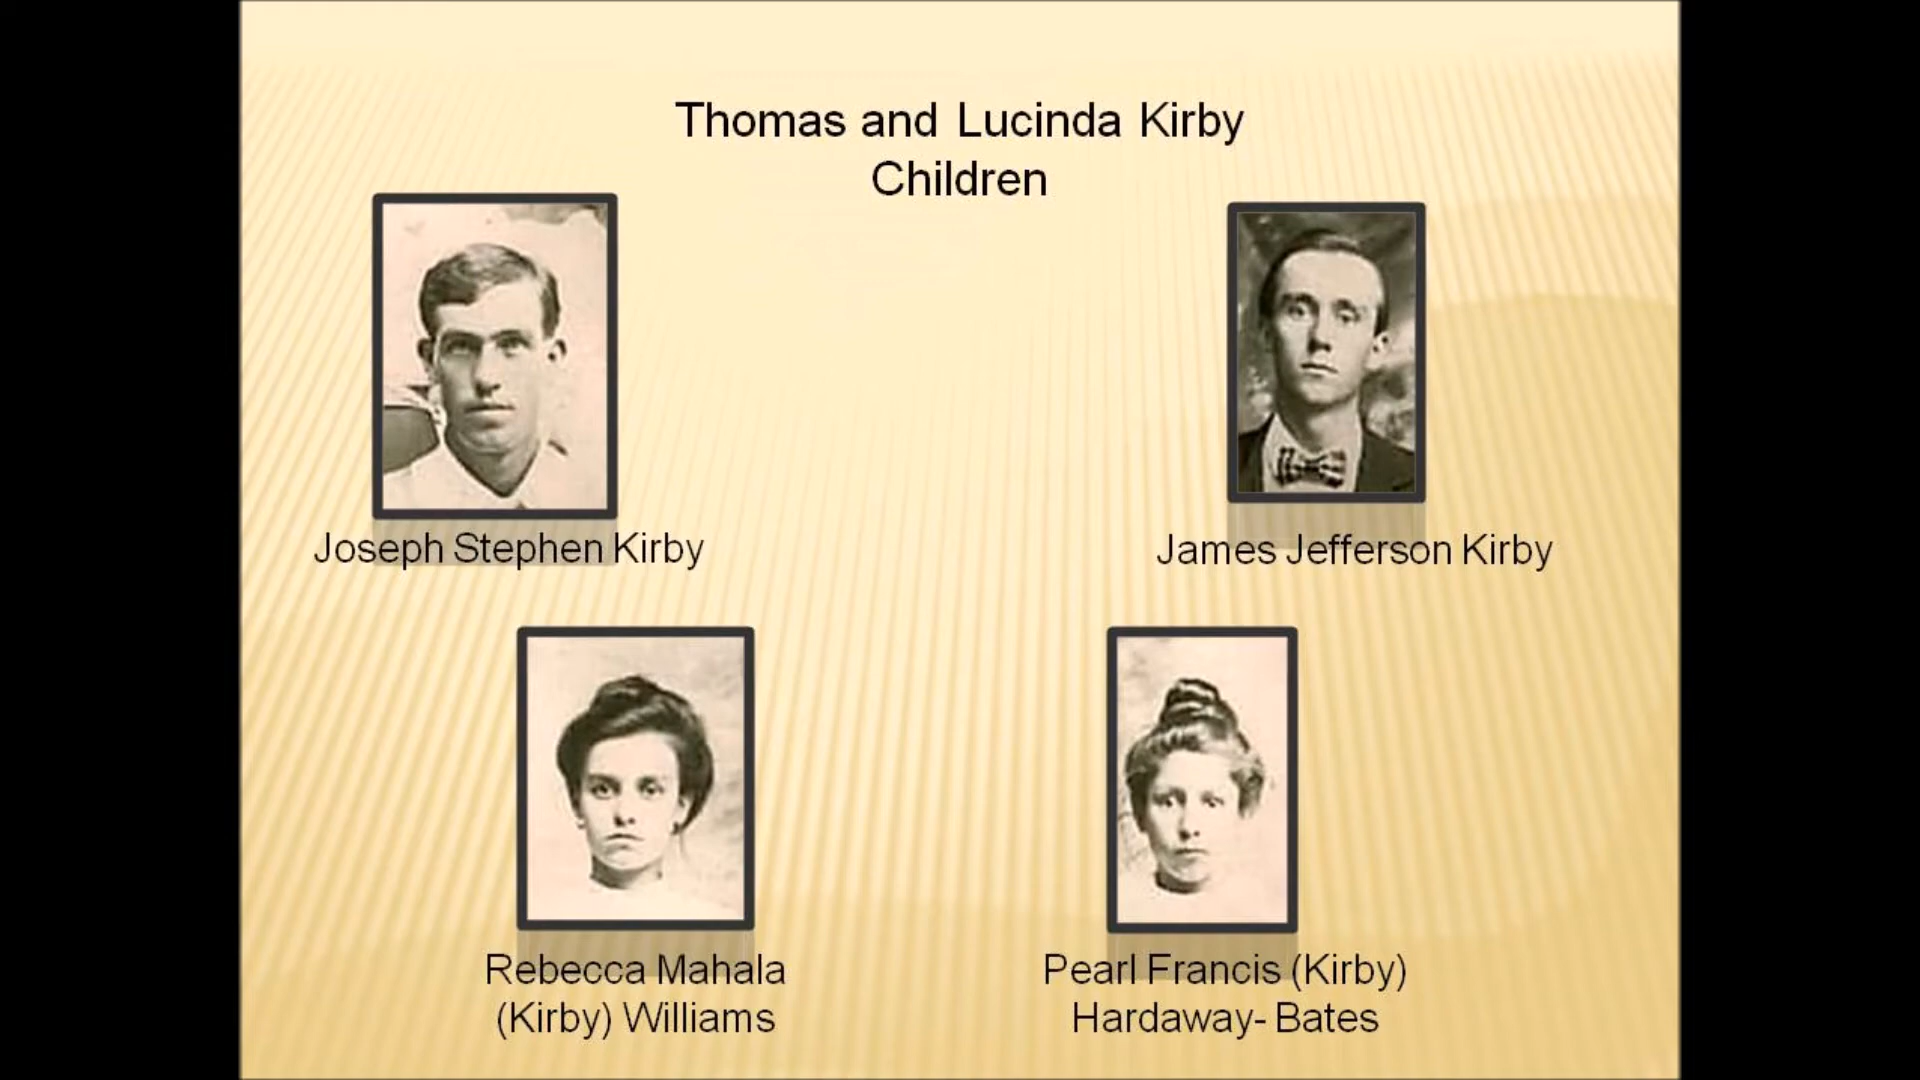 Thomas and Lucinda Kirby
Children
Joseph Stephen Kirby
James Jefferson Kirby
Rebecca Mahala
(Kirby) Williams
Pearl Francis (Kirby)
Hardaway- Bates